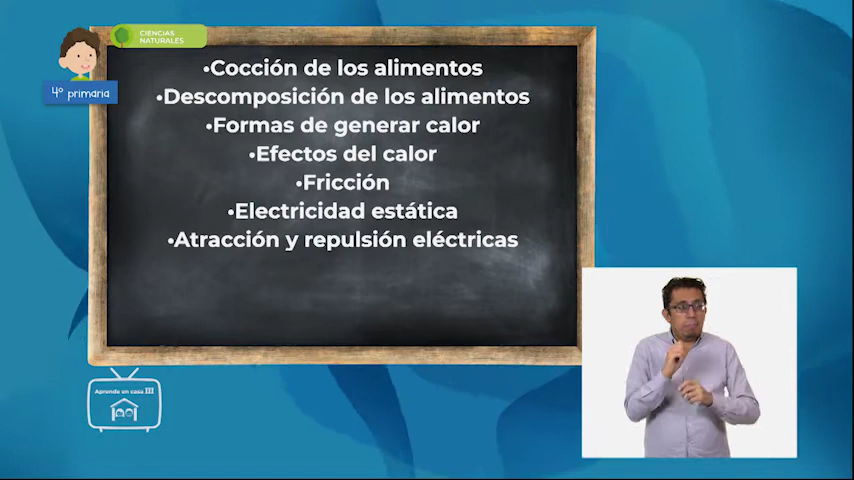 CIENCIAS
NATURALES
4º primaria
•Cocción de los alimentos
•Descomposición de los alimentos
•Formas de generar calor
•Efectos del calor
•Fricción
•Electricidad estática
•Atracción y repulsión eléctricas
Aprende en casa III